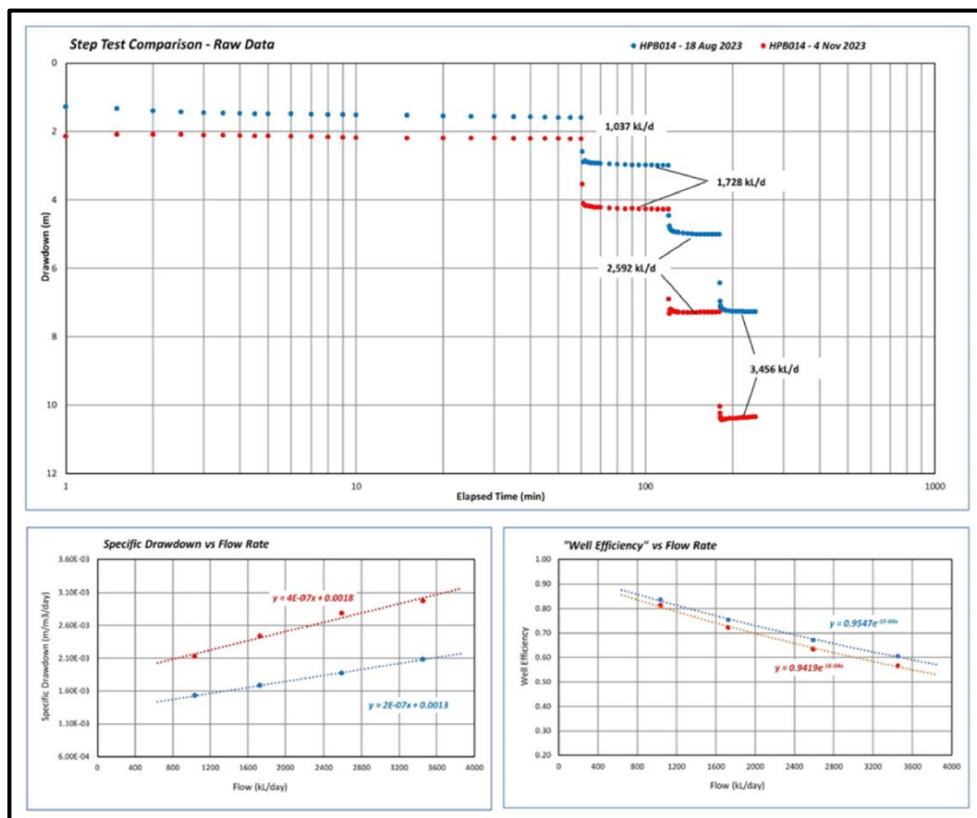 Step Test Comparison - Raw Data
HPB014 - 18 Aug 2023
HPB014 - 4 Nov 2023
0
2
4
6
8
10
12
Drawdown (m)
1,037 kL/d
1,728 kL/d
2,592 kL/d
3,456 kL/d
1
10
100
1000
Elapsed Time (min)
Specific Drawdown vs Flow Rate
3.60E-03
3.10E-03
2.60E-03
2.10E-03
1.60E-03
1.10E-03
6.00E-04
Specific Drawdown (m/m3/day)
y = 4E-07x + 0.0018
y = 2E-07x + 0.0013
0 400 800 1200 1600 2000 2400 2800 3200 3600 4000
Flow (kL/day)
"Well Efficiency" vs Flow Rate
1.00
0.90
0.80
0.70
0.60
0.50
0.40
0.30
0.20
Well Efficiency
y = 0.9547e
y = 0.9419e
0 400 800 1200 1600 2000 2400 2800 3200 3600 4000
Flow (kL/day)